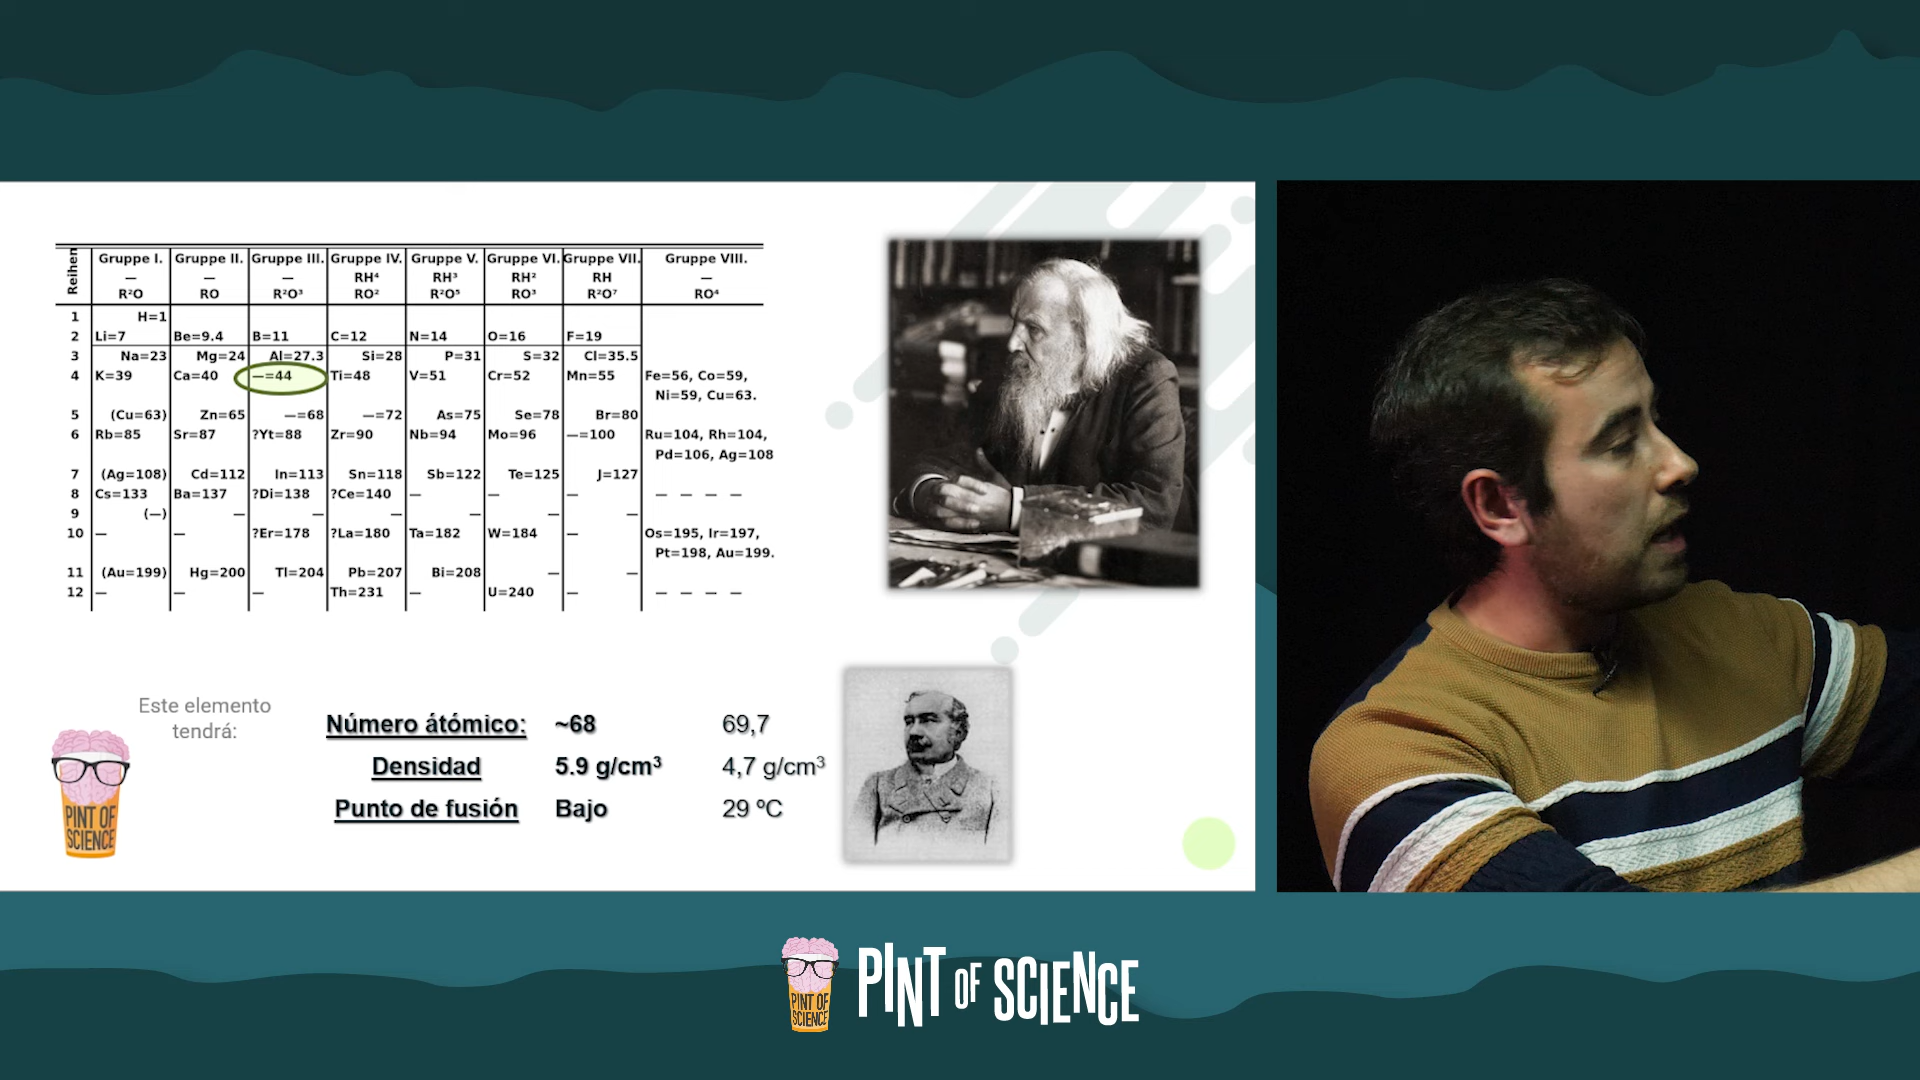 Reihen
Gruppe I. Gruppe II. Gruppe III. Gruppe IV. Gruppe V. Gruppe VI. Gruppe VII. Gruppe VIII.
— — — RH⁴ RH³ RH² RH —
R²O RO R²O³ RO² R²O⁵ RO³ R²O⁷ RO⁴
1 H=1
2 Li=7 Be=9.4 B=11 C=12 N=14 O=16 F=19
3 Na=23 Mg=24 Al=27.3 Si=28 P=31 S=32 Cl=35.5
4 K=39 Ca=40 —=44 Ti=48 V=51 Cr=52 Mn=55 Fe=56, Co=59,
Ni=59, Cu=63.
5 (Cu=63) Zn=65 —=68 —=72 As=75 Se=78 Br=80
6 Rb=85 Sr=87 ?Yt=88 Zr=90 Nb=94 Mo=96 —=100 Ru=104, Rh=104,
Pd=106, Ag=108
7 (Ag=108) Cd=112 In=113 Sn=118 Sb=122 Te=125 J=127
8 Cs=133 Ba=137 ?Di=138 ?Ce=140 — — — — — — —
9 (—) — — — — — —
10 — — ?Er=178 ?La=180 Ta=182 W=184 — Os=195, Ir=197,
Pt=198, Au=199.
11 (Au=199) Hg=200 Tl=204 Pb=207 Bi=208 — —
12 — — — Th=231 — U=240 — — — — —
Este elemento
tendrá:
Número átómico: ~68 69,7
Densidad 5.9 g/cm³ 4,7 g/cm³
Punto de fusión Bajo 29 ºC
PINT OF
SCIENCE
PINT OF
SCIENCE
PINT OF SCIENCE